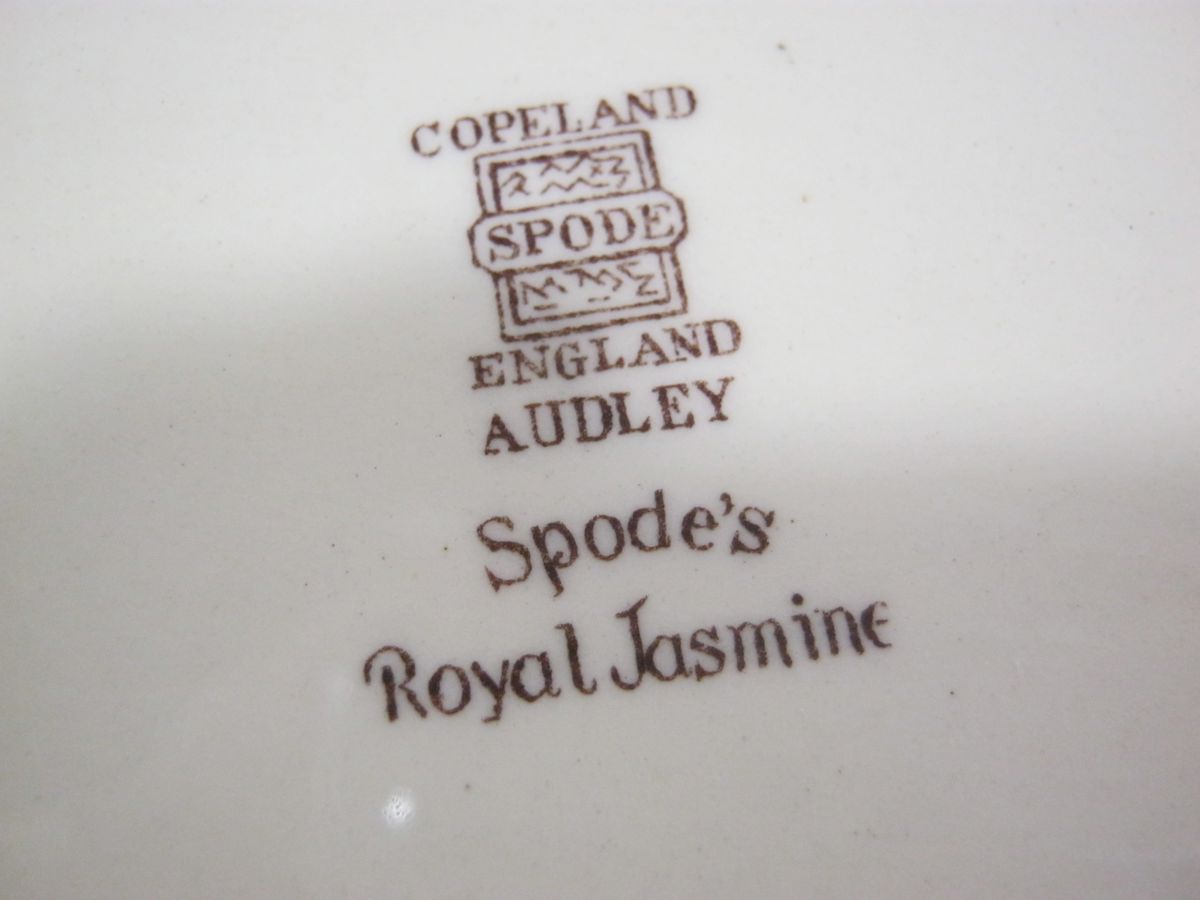 COPELAND
SPODE
ENGLAND
AUDLEY
Spode's
Royal Jasmine